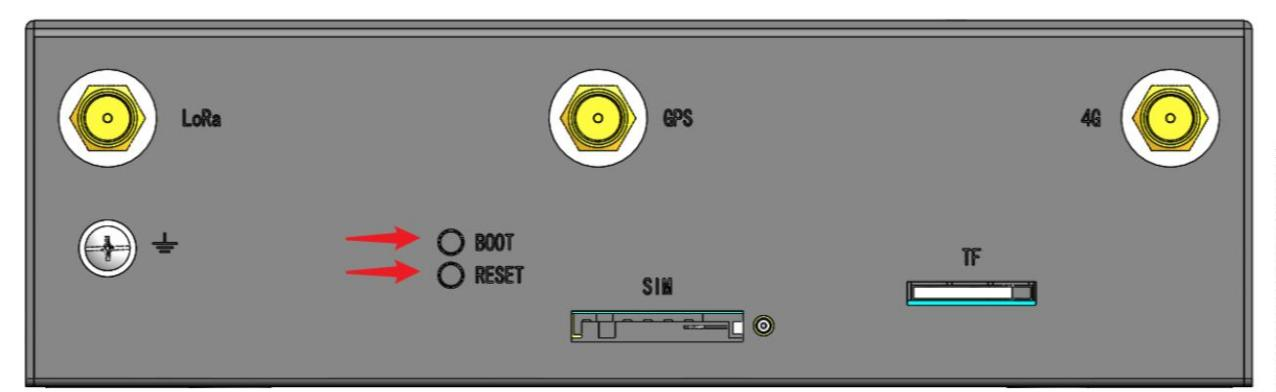 LoRa
GPS
4G
BOOT
RESET
SIM
TF